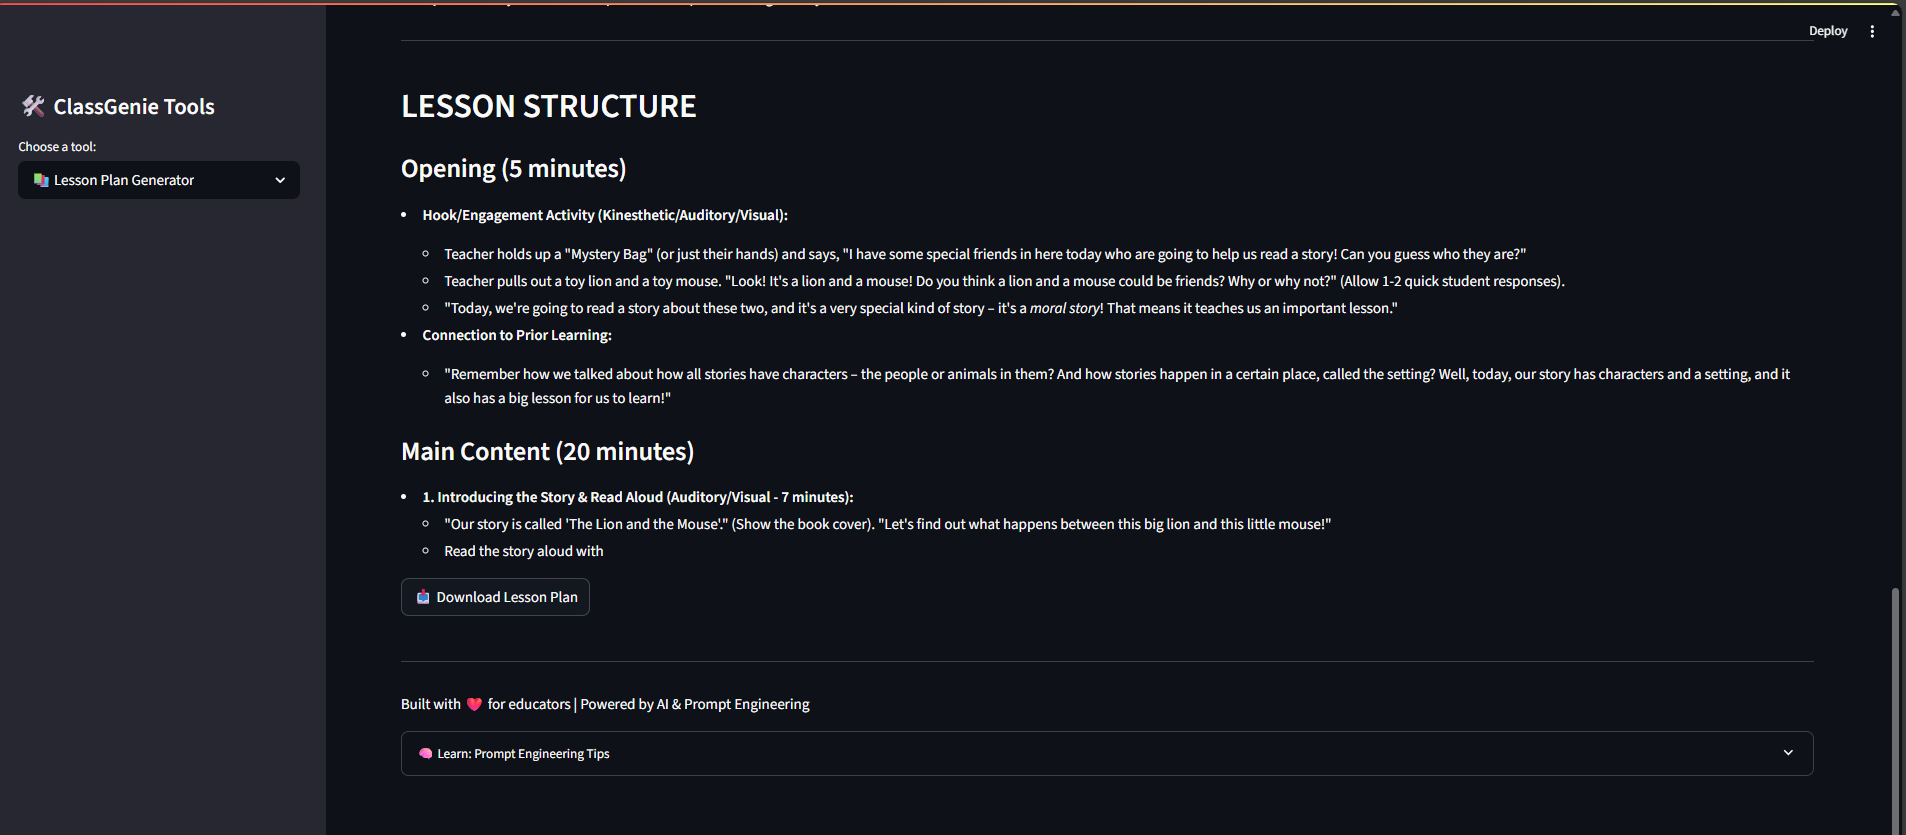 Deploy
🛠️ ClassGenie Tools
Choose a tool:
📚 Lesson Plan Generator
LESSON STRUCTURE
Opening (5 minutes)
• Hook/Engagement Activity (Kinesthetic/Auditory/Visual):
◦ Teacher holds up a "Mystery Bag" (or just their hands) and says, "I have some special friends in here today who are going to help us read a story! Can you guess who they are?"
◦ Teacher pulls out a toy lion and a toy mouse. "Look! It's a lion and a mouse! Do you think a lion and a mouse could be friends? Why or why not?" (Allow 1-2 quick student responses).
◦ "Today, we're going to read a story about these two, and it's a very special kind of story – it's a moral story! That means it teaches us an important lesson."
• Connection to Prior Learning:
◦ "Remember how we talked about how all stories have characters – the people or animals in them? And how stories happen in a certain place, called the setting? Well, today, our story has characters and a setting, and it
also has a big lesson for us to learn!"
Main Content (20 minutes)
• 1. Introducing the Story & Read Aloud (Auditory/Visual - 7 minutes):
◦ "Our story is called 'The Lion and the Mouse'." (Show the book cover). "Let's find out what happens between this big lion and this little mouse!"
◦ Read the story aloud with
📥 Download Lesson Plan
Built with ❤️ for educators | Powered by AI & Prompt Engineering
🧠 Learn: Prompt Engineering Tips